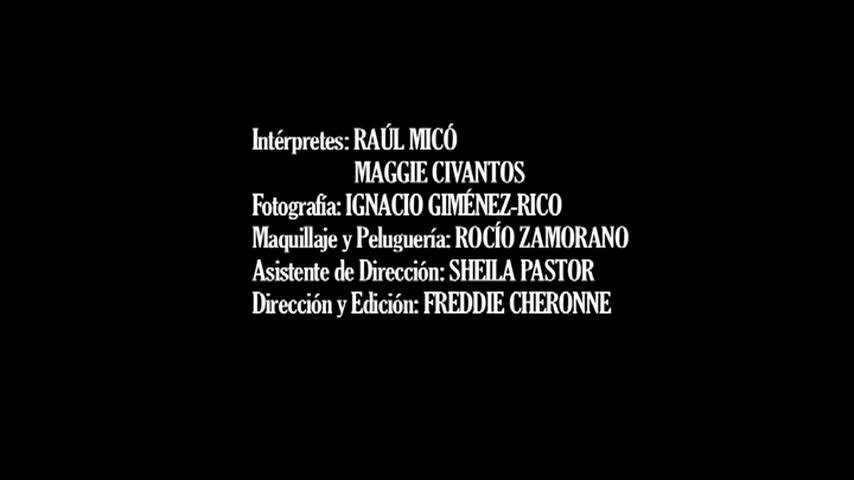 Intérpretes: RAÚL MICÓ
MAGGIE CIVANTOS
Fotografía: IGNACIO GIMÉNEZ-RICO
Maquillaje y Peluguería: ROCÍO ZAMORANO
Asistente de Dirección: SHEILA PASTOR
Dirección y Edición: FREDDIE CHERONNE